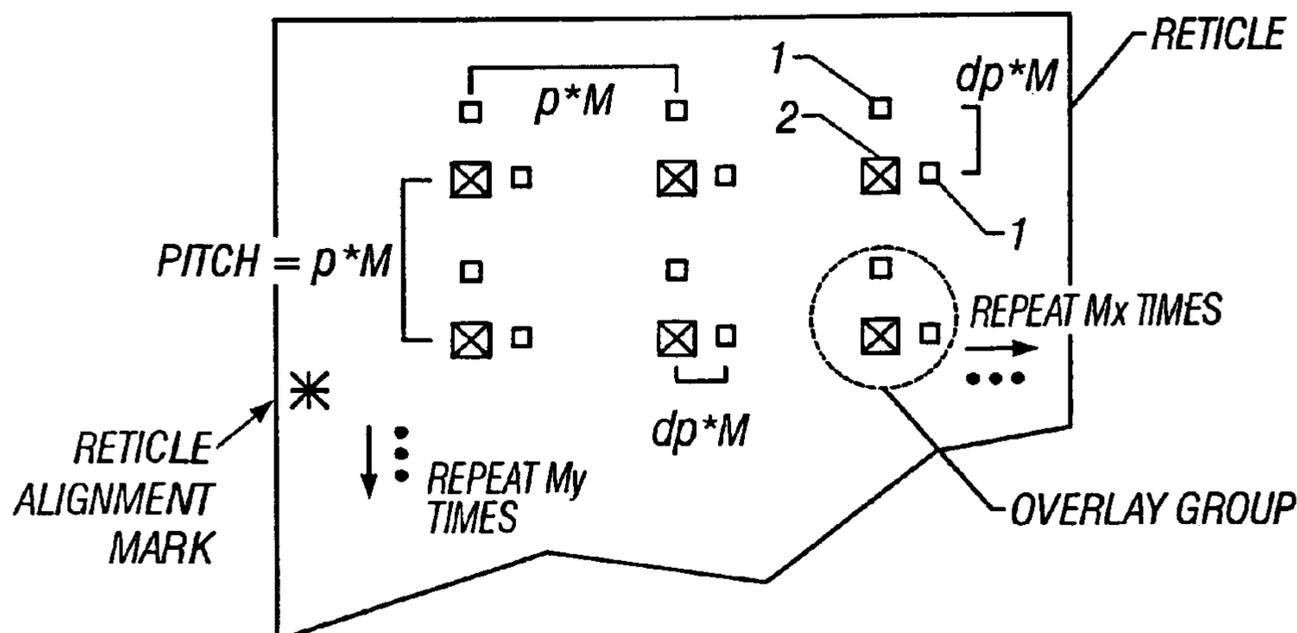 RETICLE
1
dp*M
p*M
2
1
PITCH = p*M
REPEAT Mx TIMES
dp*M
RETICLE
ALIGNMENT
MARK
REPEAT My
TIMES
OVERLAY GROUP